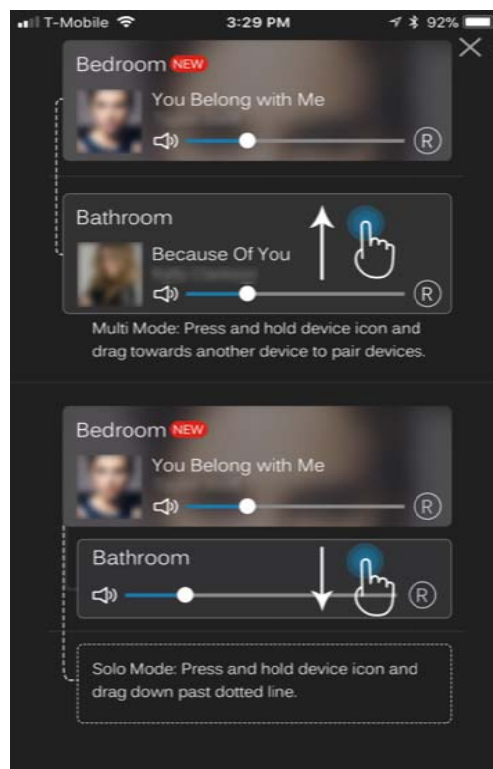 T-Mobile 3:29 PM 92%
Bedroom NEW
You Belong with Me
R
Bathroom
Because Of You
R
Multi Mode: Press and hold device icon and
drag towards another device to pair devices.
Bedroom NEW
You Belong with Me
R
Bathroom
R
Solo Mode: Press and hold device icon and
drag down past dotted line.